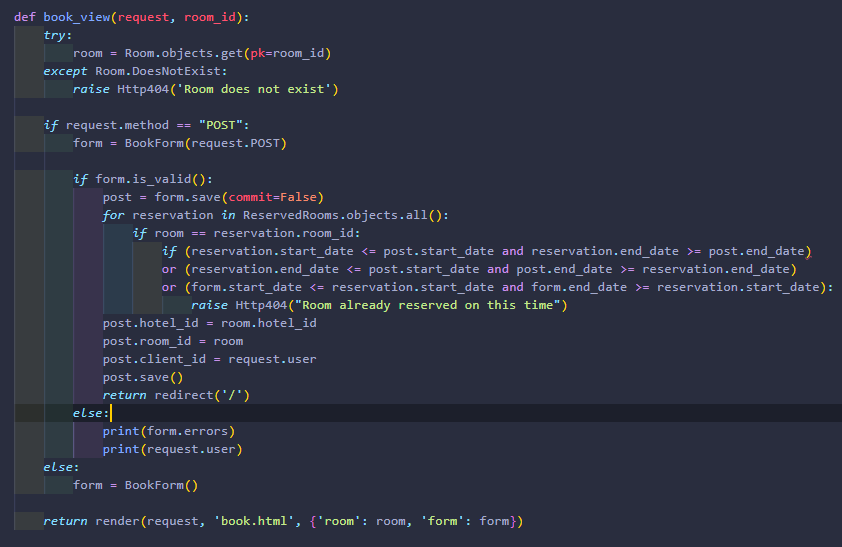 def book_view(request, room_id):
    try:
        room = Room.objects.get(pk=room_id)
    except Room.DoesNotExist:
        raise Http404('Room does not exist')

    if request.method == "POST":
        form = BookForm(request.POST)

        if form.is_valid():
            post = form.save(commit=False)
            for reservation in ReservedRooms.objects.all():
                if room == reservation.room_id:
                    if (reservation.start_date <= post.start_date and reservation.end_date >= post.end_date)
                    or (reservation.end_date <= post.start_date and post.end_date >= reservation.end_date)
                    or (form.start_date <= reservation.start_date and form.end_date >= reservation.start_date):
                        raise Http404("Room already reserved on this time")
            post.hotel_id = room.hotel_id
            post.room_id = room
            post.client_id = request.user
            post.save()
            return redirect('/')
        else:
            print(form.errors)
            print(request.user)
    else:
        form = BookForm()

    return render(request, 'book.html', {'room': room, 'form': form})